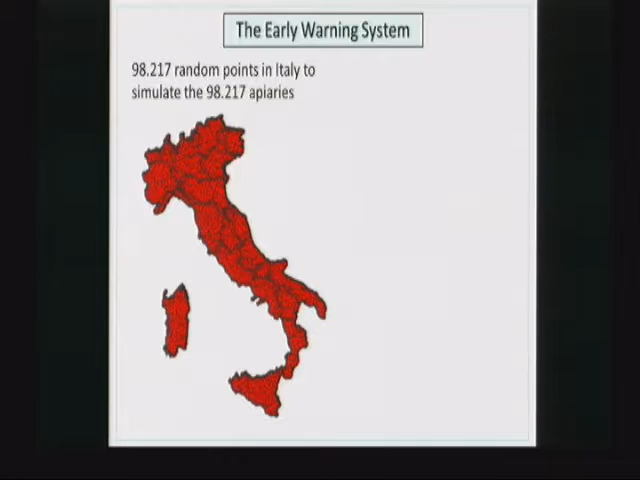 The Early Warning System
98.217 random points in Italy to
simulate the 98.217 apiaries